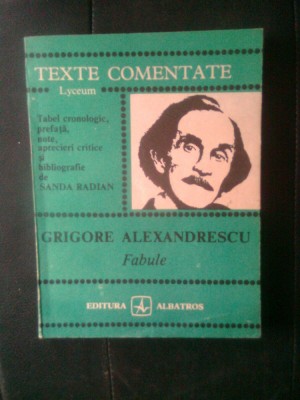 TEXTE COMENTATE
Lyceum
Tabel cronologic,
prefață,
note,
aprecieri critice
și
bibliografie
de
SANDA RADIAN
GRIGORE ALEXANDRESCU
Fabule
EDITURA ALBATROS